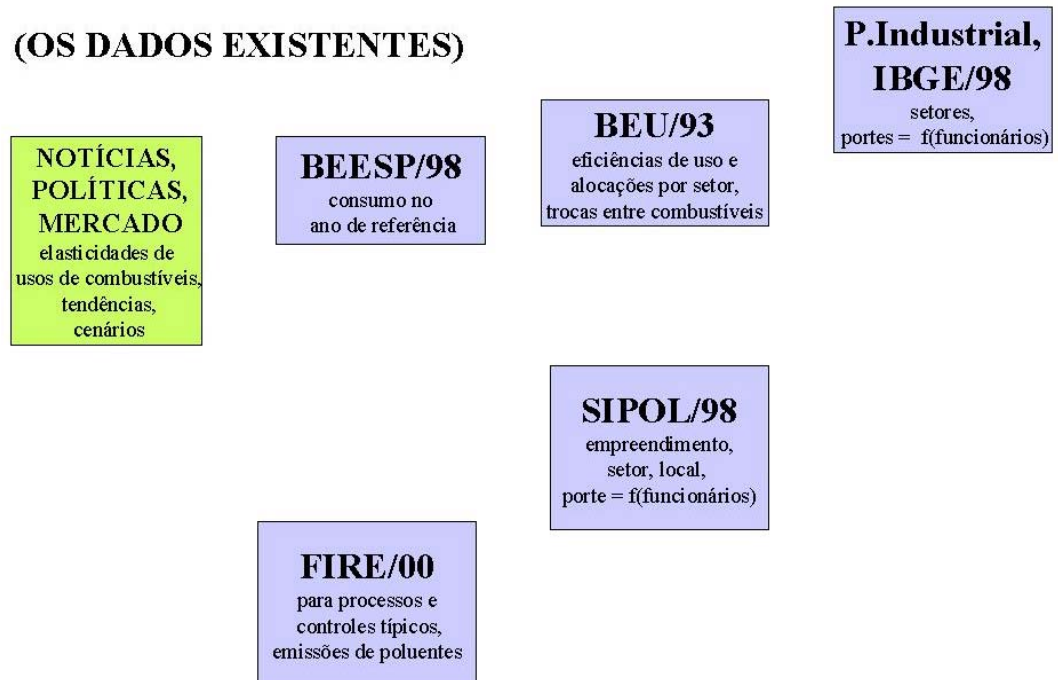 (OS DADOS EXISTENTES)
P.Industrial,
IBGE/98
setores,
portes = f(funcionários)
NOTÍCIAS,
POLÍTICAS,
MERCADO
elasticidades de
usos de combustíveis,
tendências,
cenários
BEESP/98
consumo no
ano de referência
BEU/93
eficiências de uso e
alocações por setor,
trocas entre combustíveis
SIPOL/98
empreendimento,
setor, local,
porte = f(funcionários)
FIRE/00
para processos e
controles típicos,
emissões de poluentes